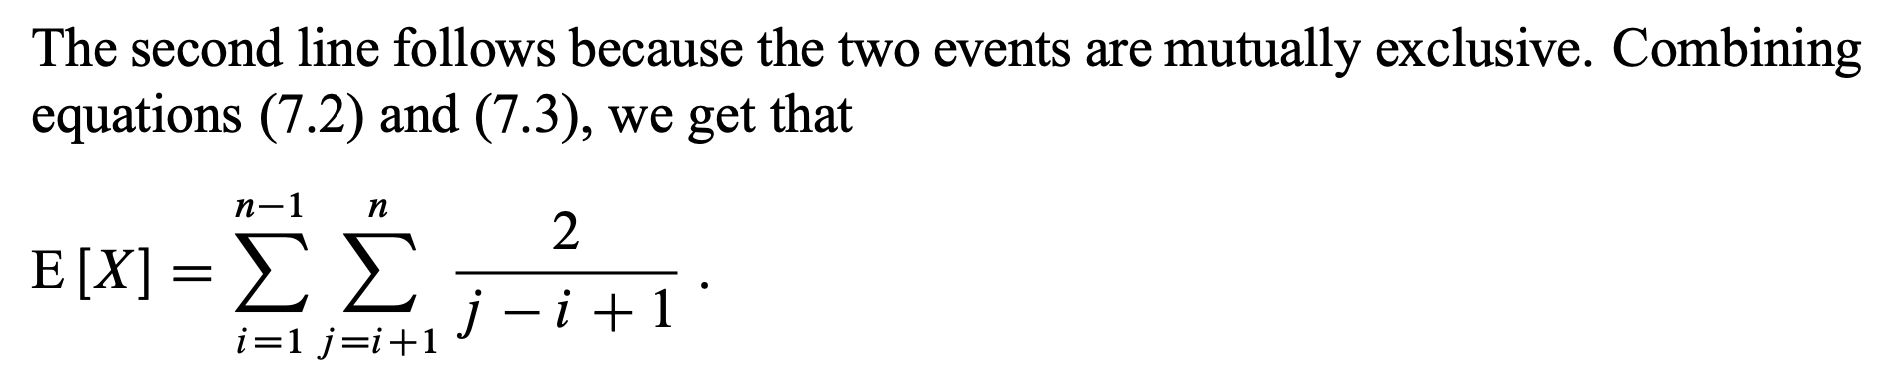 The second line follows because the two events are mutually exclusive. Combining
equations (7.2) and (7.3), we get that
E [X] = \sum_{i=1}^{n-1} \sum_{j=i+1}^{n} \frac{2}{j - i + 1} .